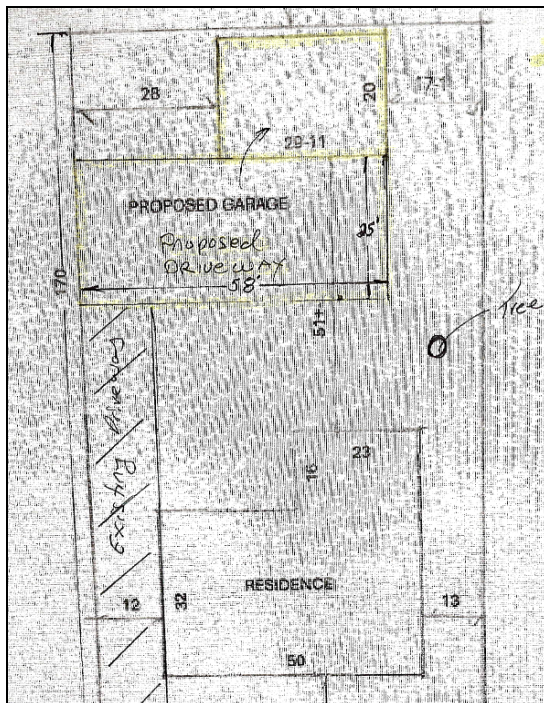 28
20
17-1
29-11
PROPOSED GARAGE
Proposed
DRIVEWAY
25'
58'
170
51+
Tree
Existing Driveway
16
23
RESIDENCE
12
32
13
50